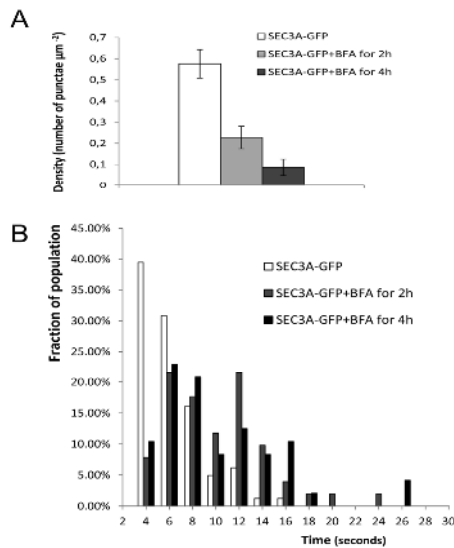 A
SEC3A-GFP
SEC3A-GFP+BFA for 2h
SEC3A-GFP+BFA for 4h
Density (number of punctae µm -2)
0,7
0,6
0,5
0,4
0,3
0,2
0,1
0
B
SEC3A-GFP
SEC3A-GFP+BFA for 2h
SEC3A-GFP+BFA for 4h
Fraction of population
45.00%
40.00%
35.00%
30.00%
25.00%
20.00%
15.00%
10.00%
5.00%
0.00%
2 4 6 8 10 12 14 16 18 20 22 24 26 28 30
Time (seconds)